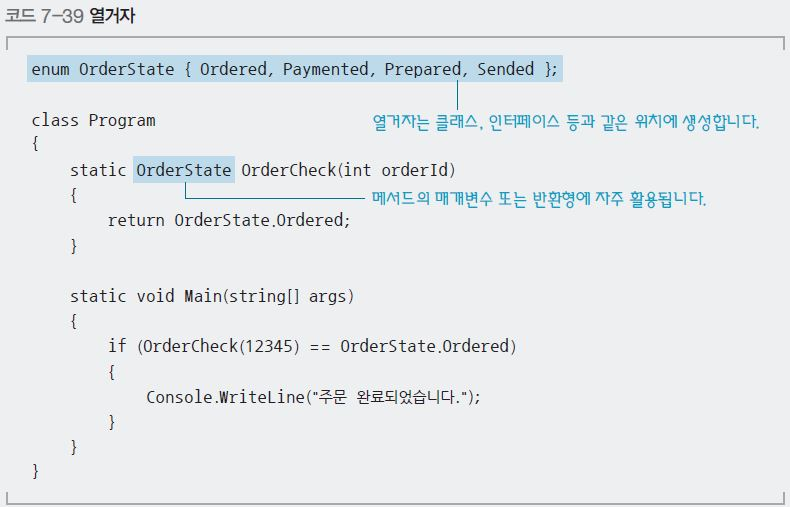 코드 7-39 열거자
enum OrderState { Ordered, Paymented, Prepared, Sended };
열거자는 클래스, 인터페이스 등과 같은 위치에 생성합니다.
class Program
{
static OrderState OrderCheck(int orderId)
{
메서드의 매개변수 또는 반환형에 자주 활용됩니다.
return OrderState.Ordered;
}
static void Main(string[] args)
{
if (OrderCheck(12345) == OrderState.Ordered)
{
Console.WriteLine("주문 완료되었습니다.");
}
}
}